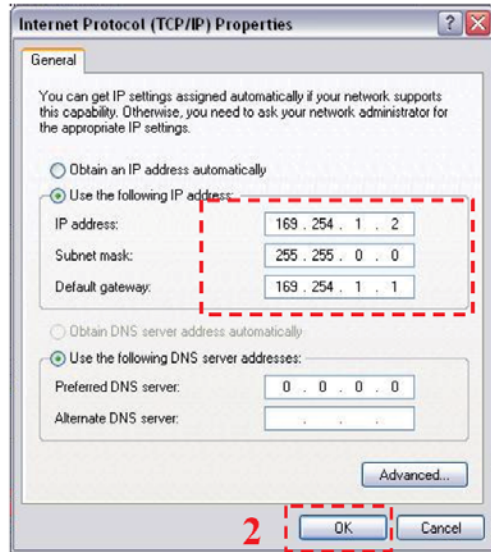 Internet Protocol (TCP/IP) Properties
General
You can get IP settings assigned automatically if your network supports
this capability. Otherwise, you need to ask your network administrator for
the appropriate IP settings.
Obtain an IP address automatically
Use the following IP address:
IP address: 169 . 254 . 1 . 2
Subnet mask: 255 . 255 . 0 . 0
Default gateway: 169 . 254 . 1 . 1
Obtain DNS server address automatically
Use the following DNS server addresses:
Preferred DNS server: 0 . 0 . 0 . 0
Alternate DNS server: . . .
Advanced...
2 OK Cancel